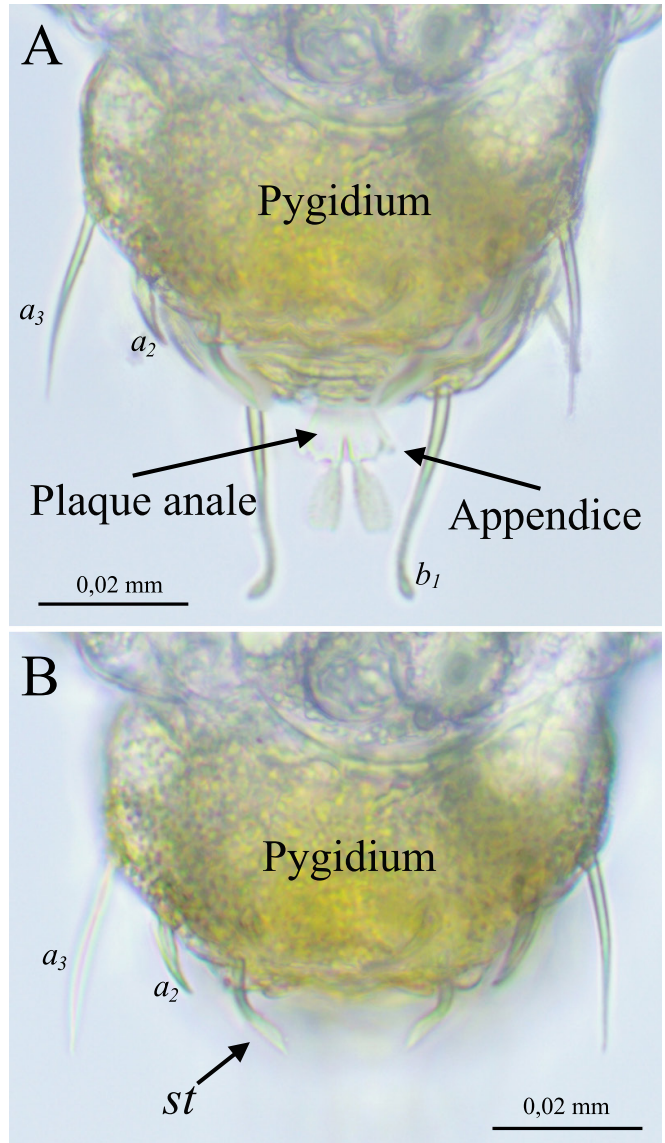 A
Pygidium
a3
a2
Plaque anale
Appendice
b1
0,02 mm
B
Pygidium
a3
a2
st
0,02 mm